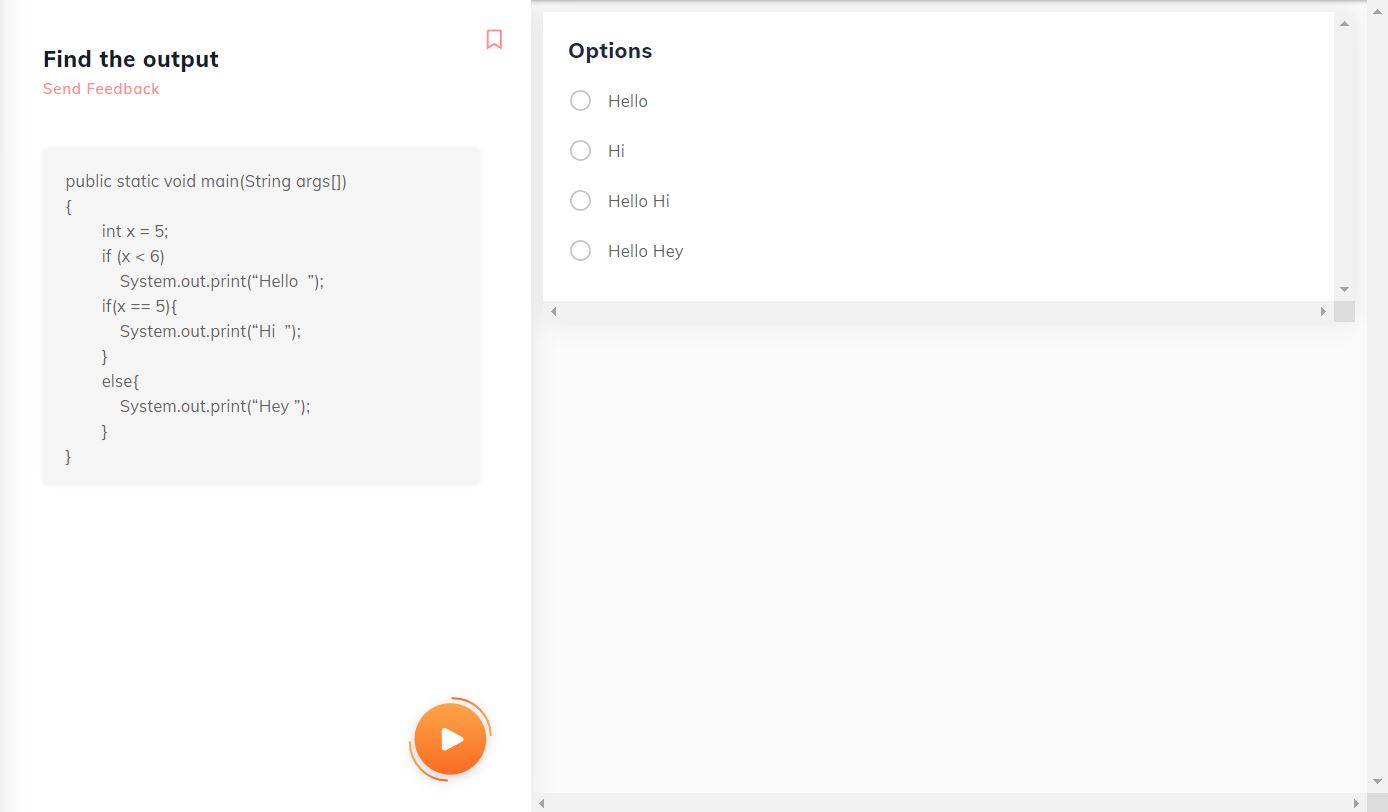 Find the output
Send Feedback
public static void main(String args[])
{
int x = 5;
if (x < 6)
System.out.print(“Hello  ”);
if(x == 5){
System.out.print(“Hi  ”);
}
else{
System.out.print(“Hey ”);
}
}
Options
Hello
Hi
Hello Hi
Hello Hey